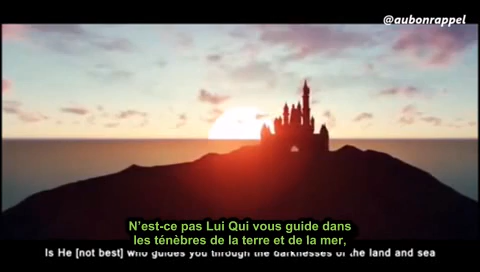 @aubonrappel
N'est-ce pas Lui Qui vous guide dans
les ténèbres de la terre et de la mer,
Is He [not best] who guides you through the darknesses of the land and sea